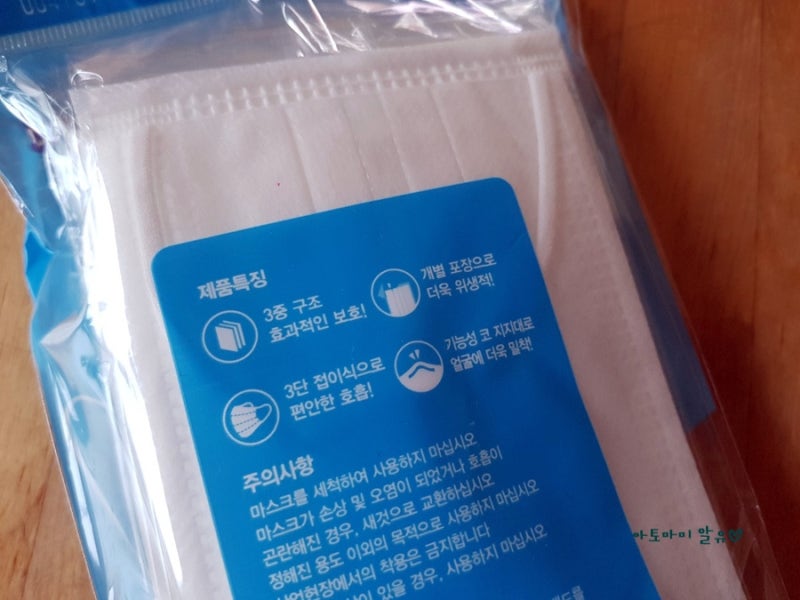 제품특징
3중 구조
효과적인 보호!
개별 포장으로
더욱 위생적!
3단 접이식으로
편안한 호흡!
기능성 코 지지대로
얼굴에 더욱 밀착!
주의사항
마스크를 세척하여 사용하지 마십시오
마스크가 손상 및 오염이 되었거나 호흡이
곤란해진 경우, 새것으로 교환하십시오
정해진 용도 이외의 목적으로 사용하지 마십시오
산업현장에서의 착용은 금지합니다
있을 경우, 사용하지 마십시오
아토마미 알유♥